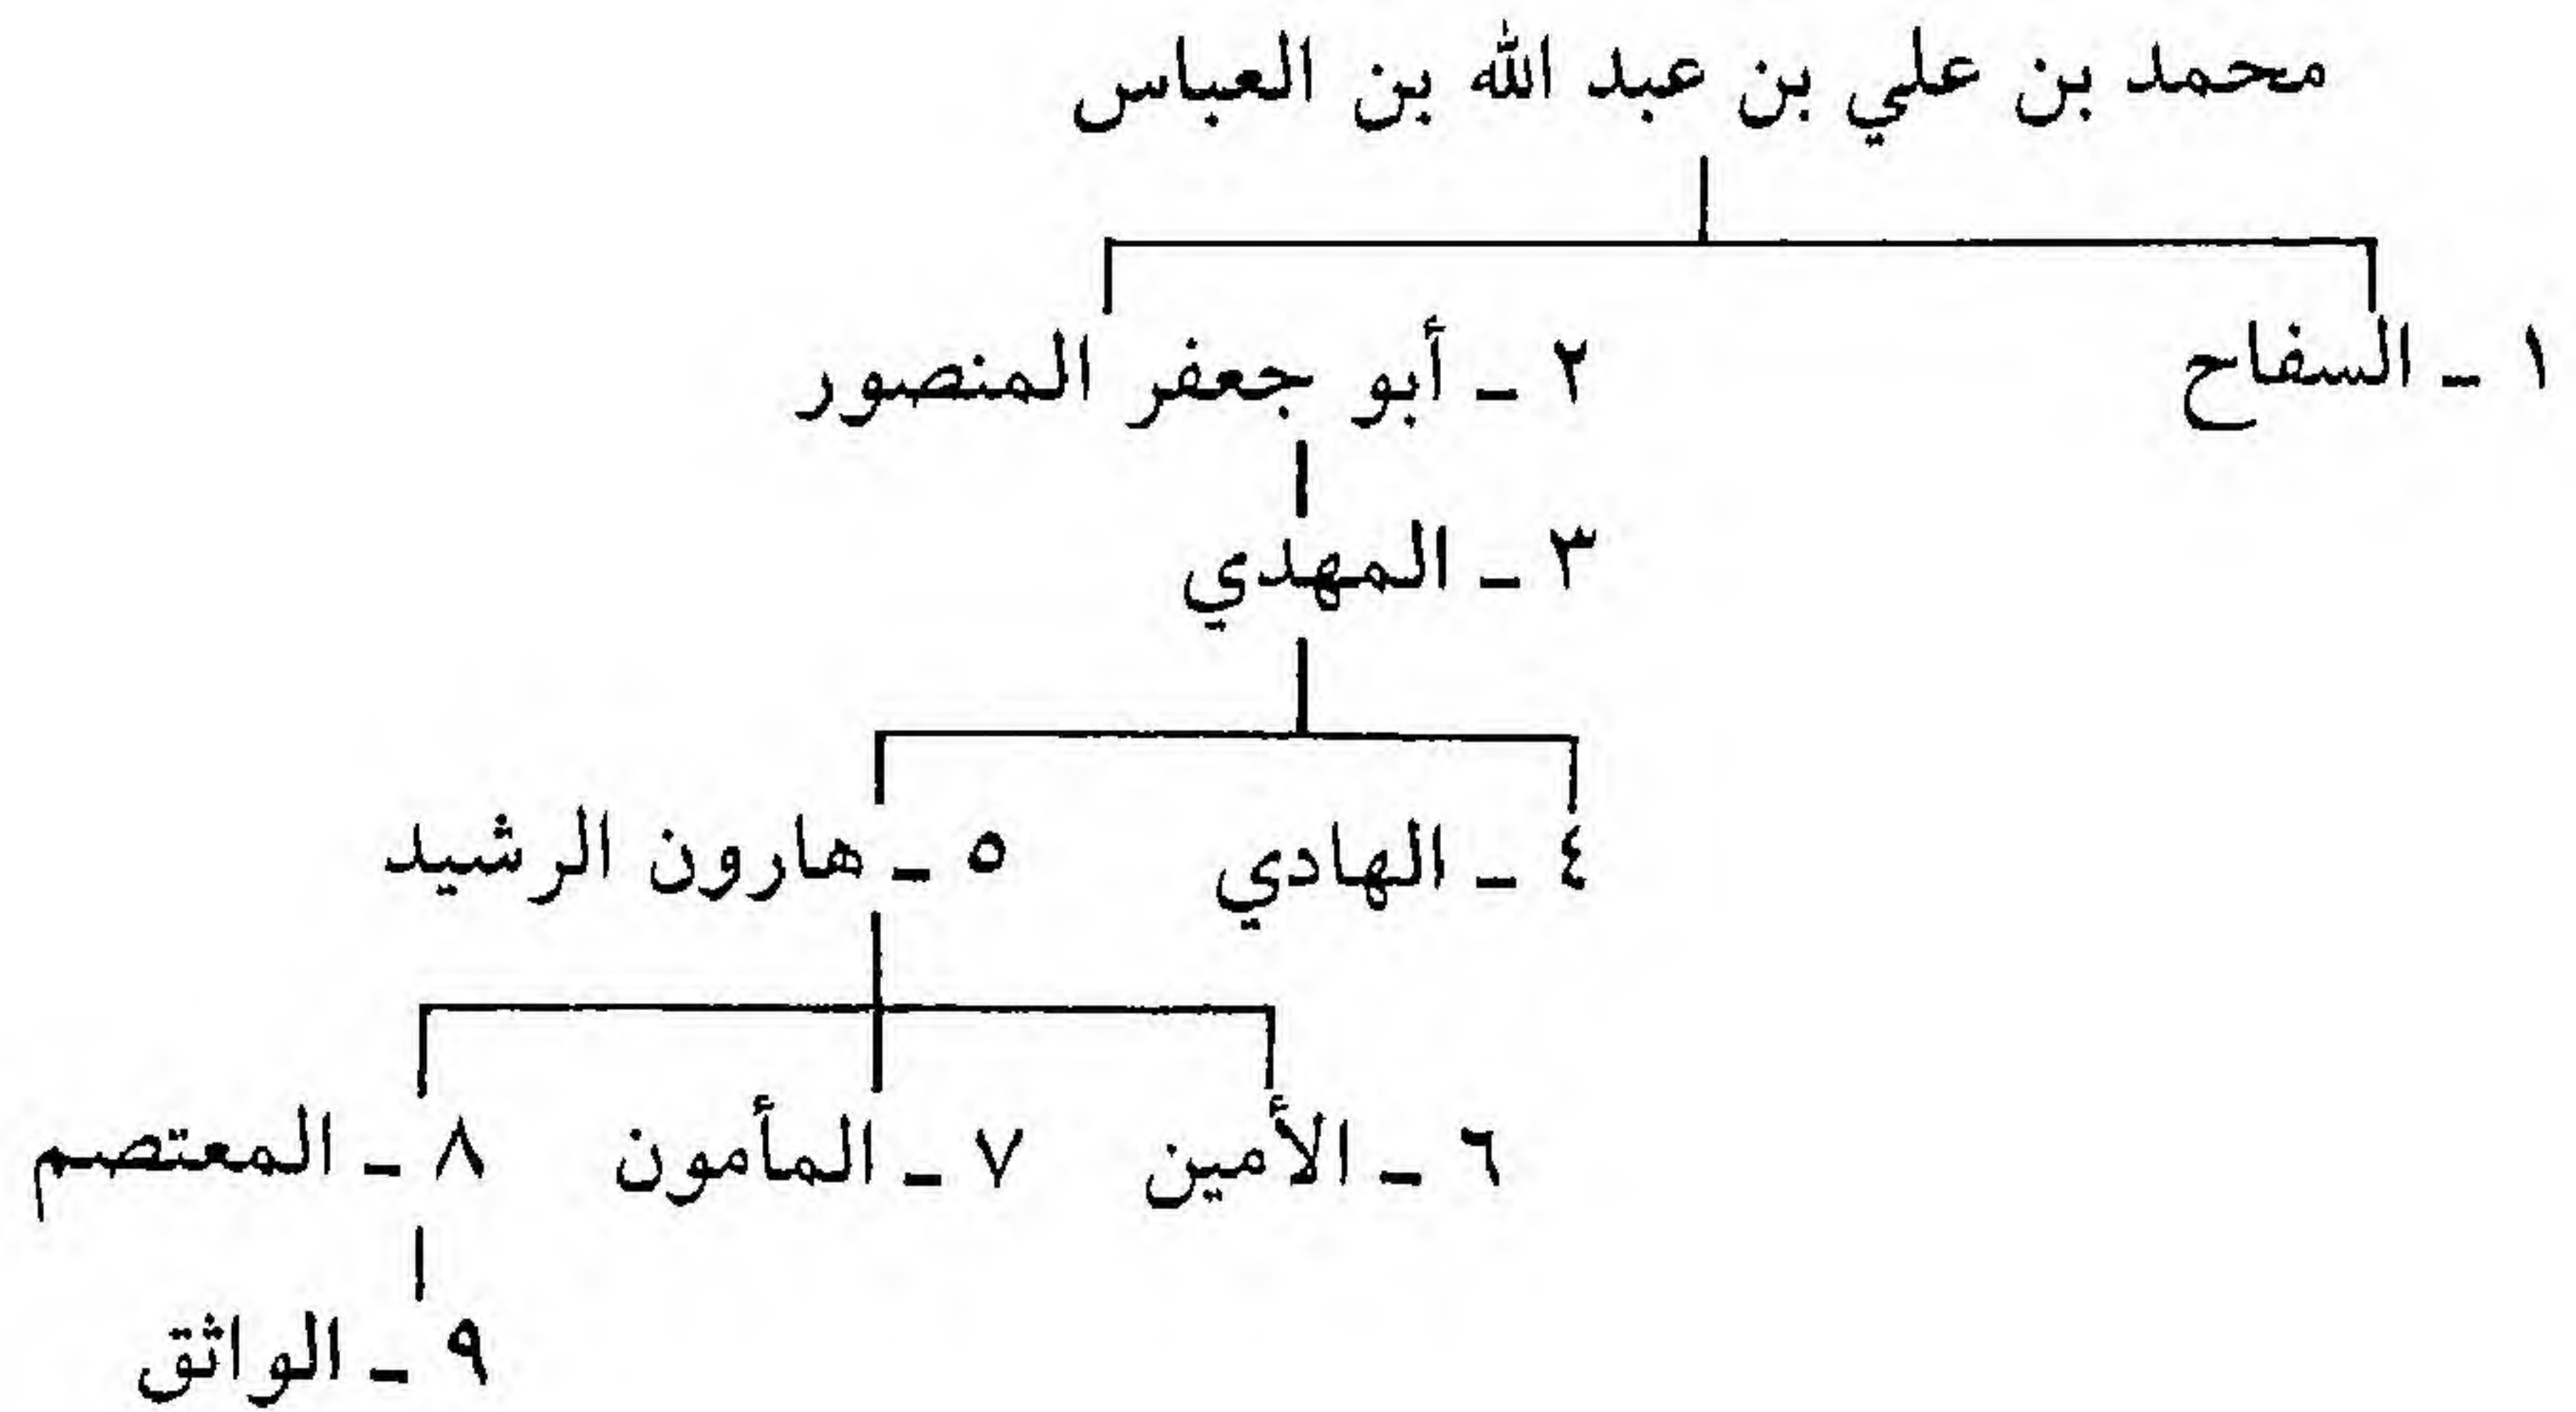 محمد بن علي بن عبد الله بن العباس
١ - السفاح ٢ - أبو جعفر المنصور
٣ - المهدي
٤ - الهادي ٥ - هارون الرشيد
٦ - الأمين ٧ - المأمون ٨ - المعتصم
٩ - الواثق